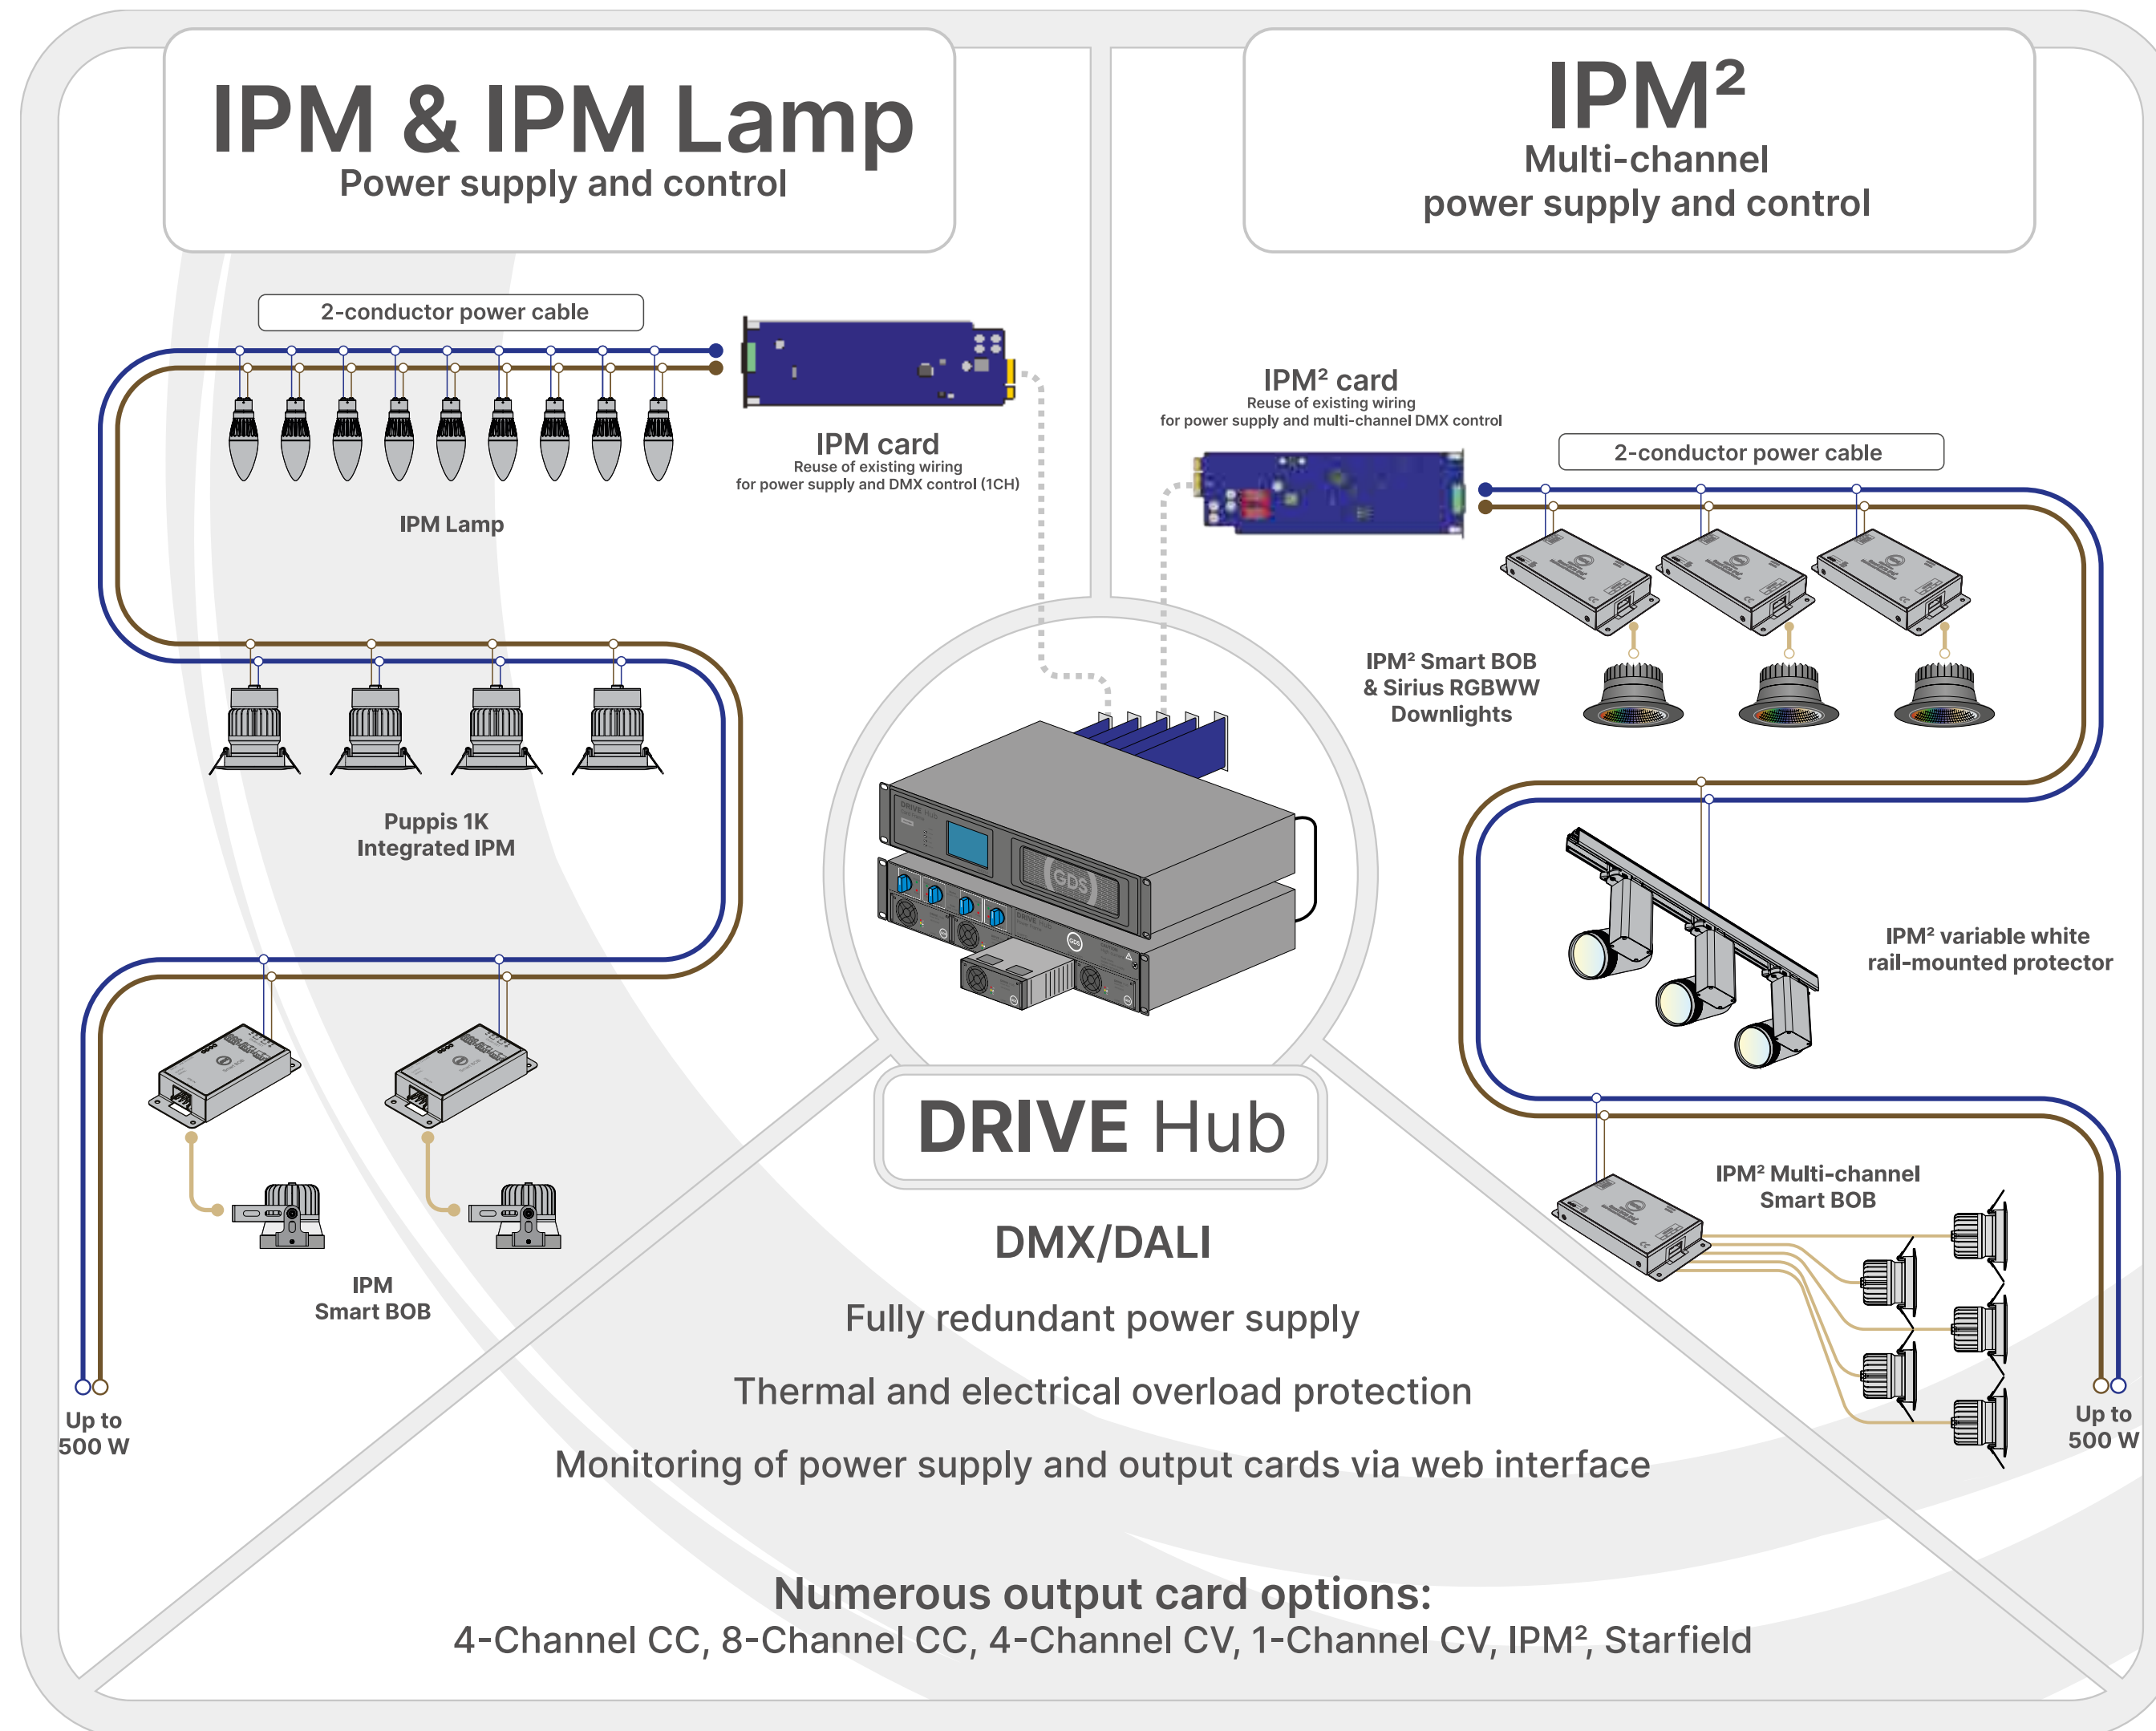 IPM & IPM Lamp
Power supply and control
IPM²
Multi-channel
power supply and control
2-conductor power cable
IPM card
Reuse of existing wiring
for power supply and DMX control (1CH)
IPM Lamp
IPM² card
Reuse of existing wiring
for power supply and multi-channel DMX control
2-conductor power cable
IPM² Smart BOB
& Sirius RGBWW
Downlights
Puppis 1K
Integrated IPM
DRIVE Hub
GDS
DRIVE HUB
GDS
IPM² variable white
rail-mounted protector
IPM
Smart BOB
IPM² Multi-channel
Smart BOB
Up to
500 W
Up to
500 W
DRIVE Hub
DMX/DALI
Fully redundant power supply
Thermal and electrical overload protection
Monitoring of power supply and output cards via web interface
Numerous output card options:
4-Channel CC, 8-Channel CC, 4-Channel CV, 1-Channel CV, IPM², Starfield